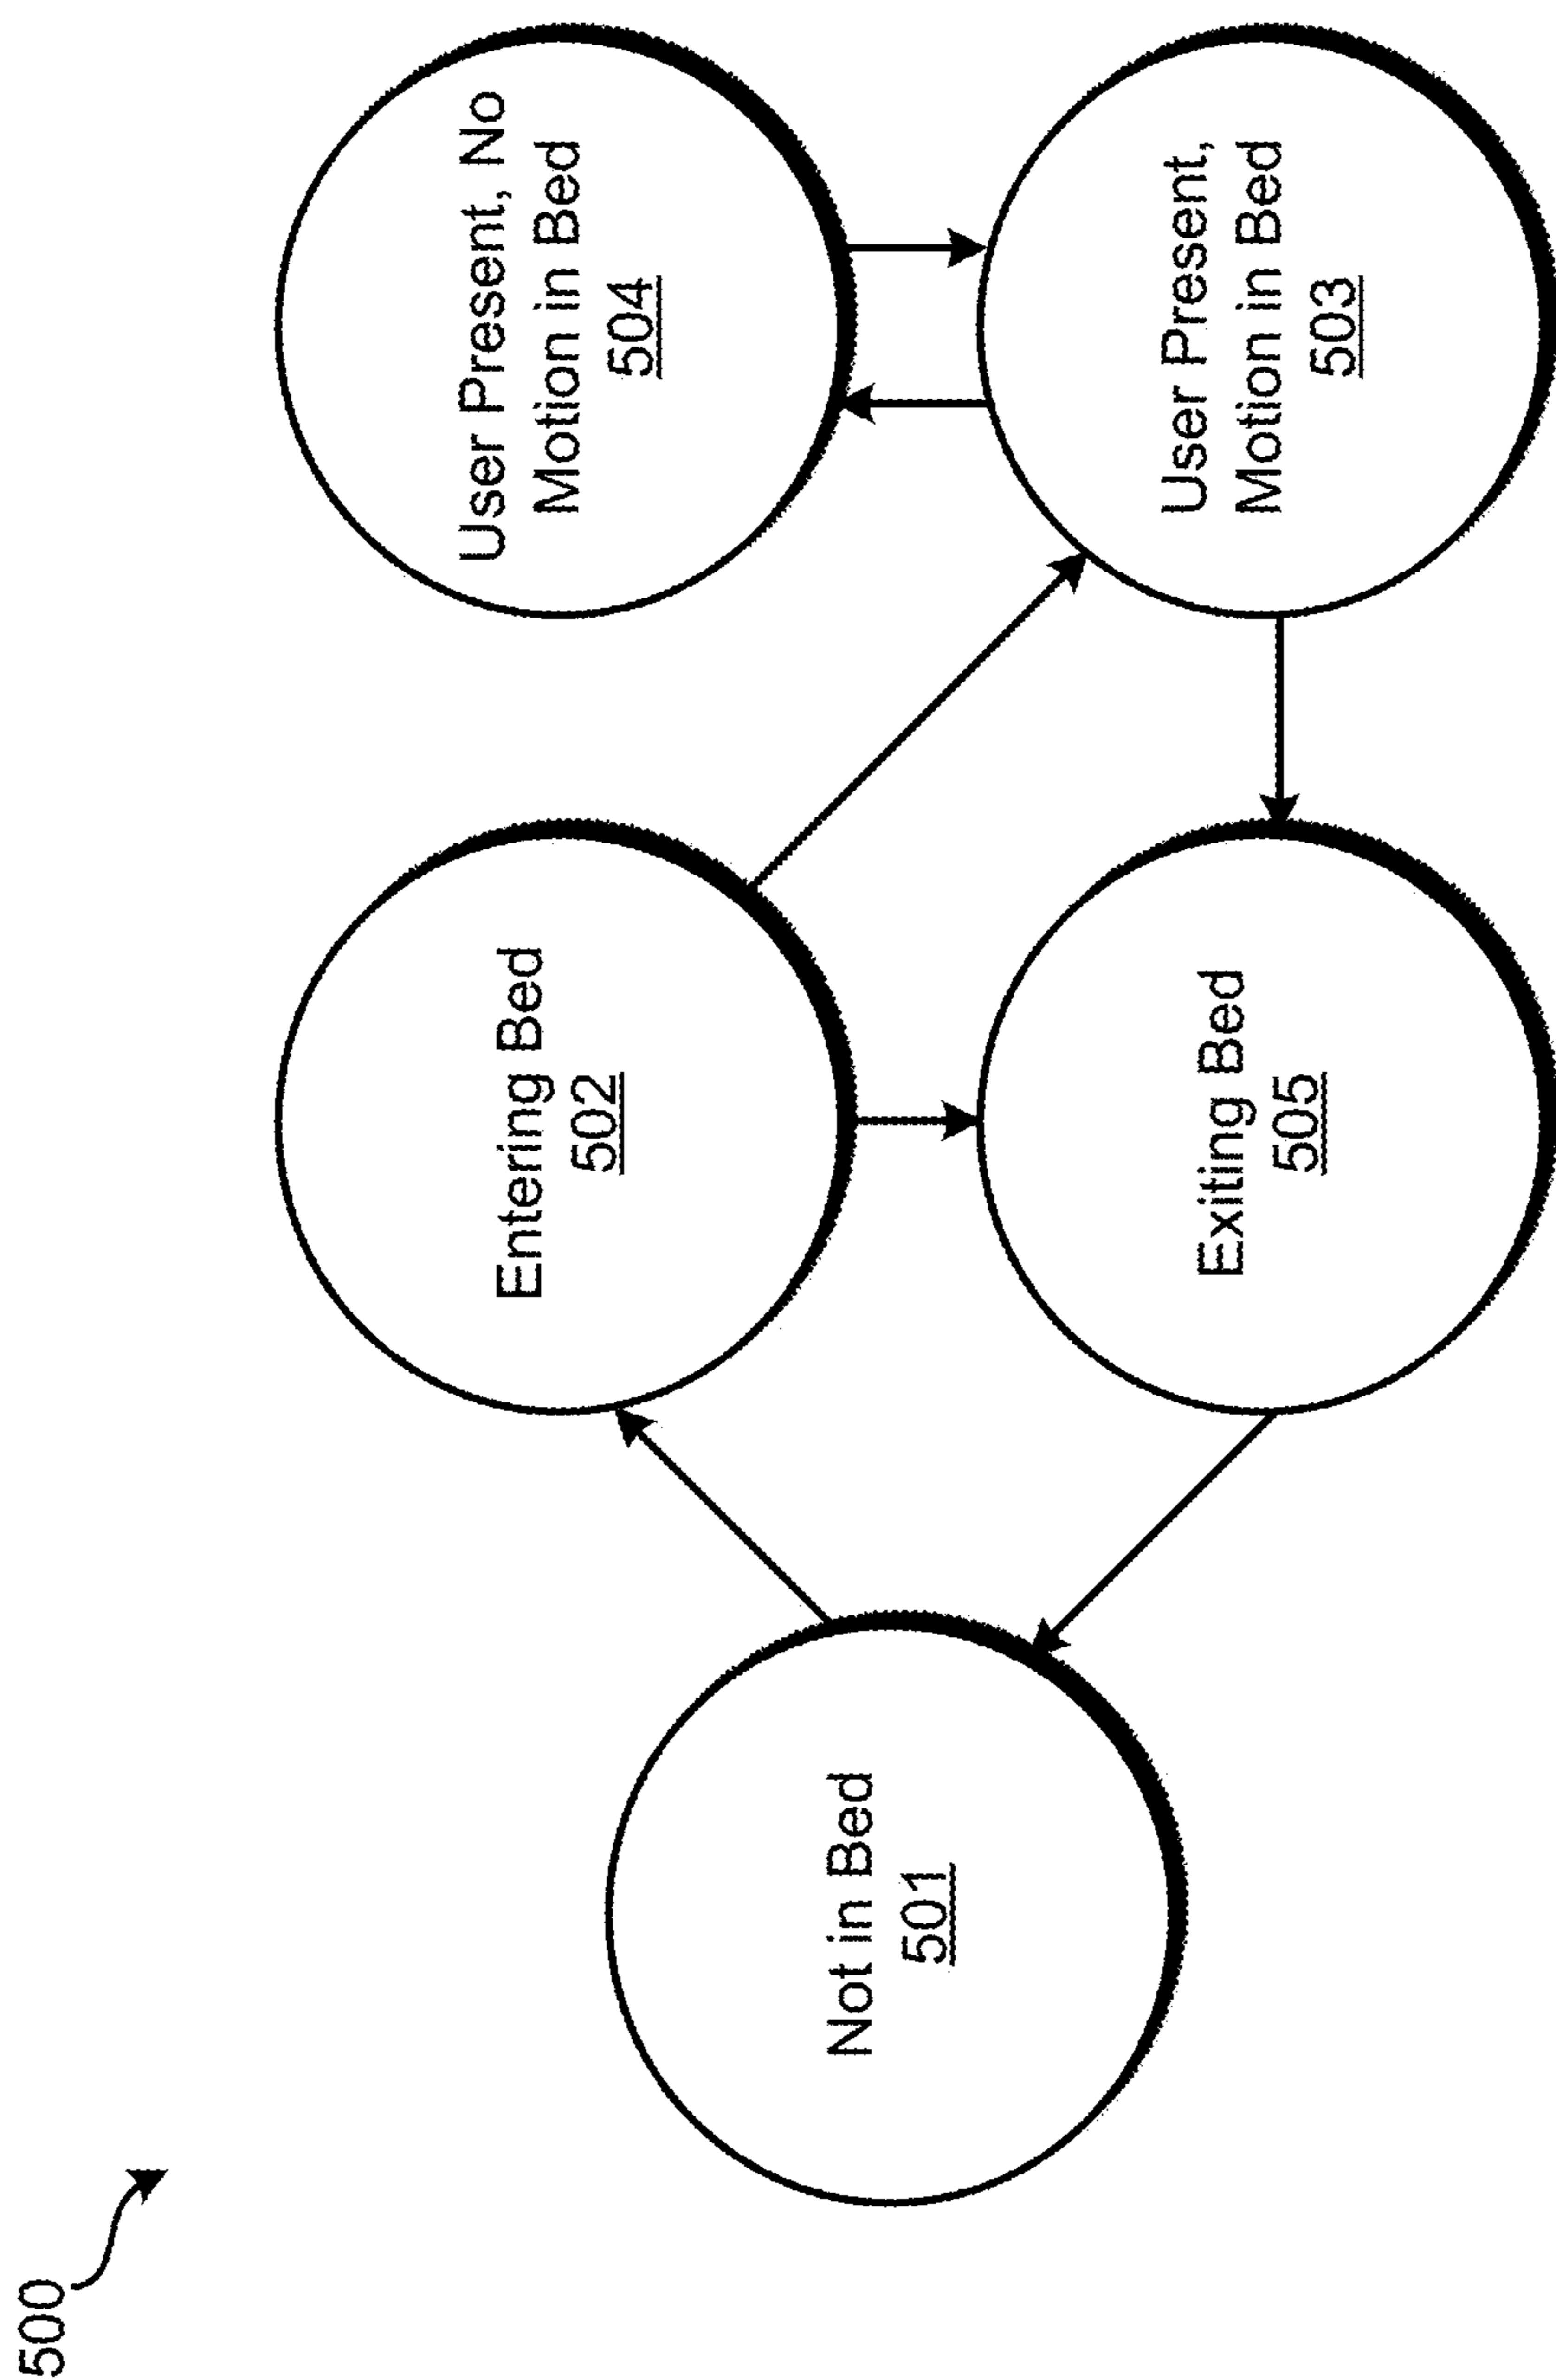 500
Not in Bed
501
Entering Bed
502
Exiting Bed
505
User Present, No
Motion in Bed
504
User Present,
Motion in Bed
503